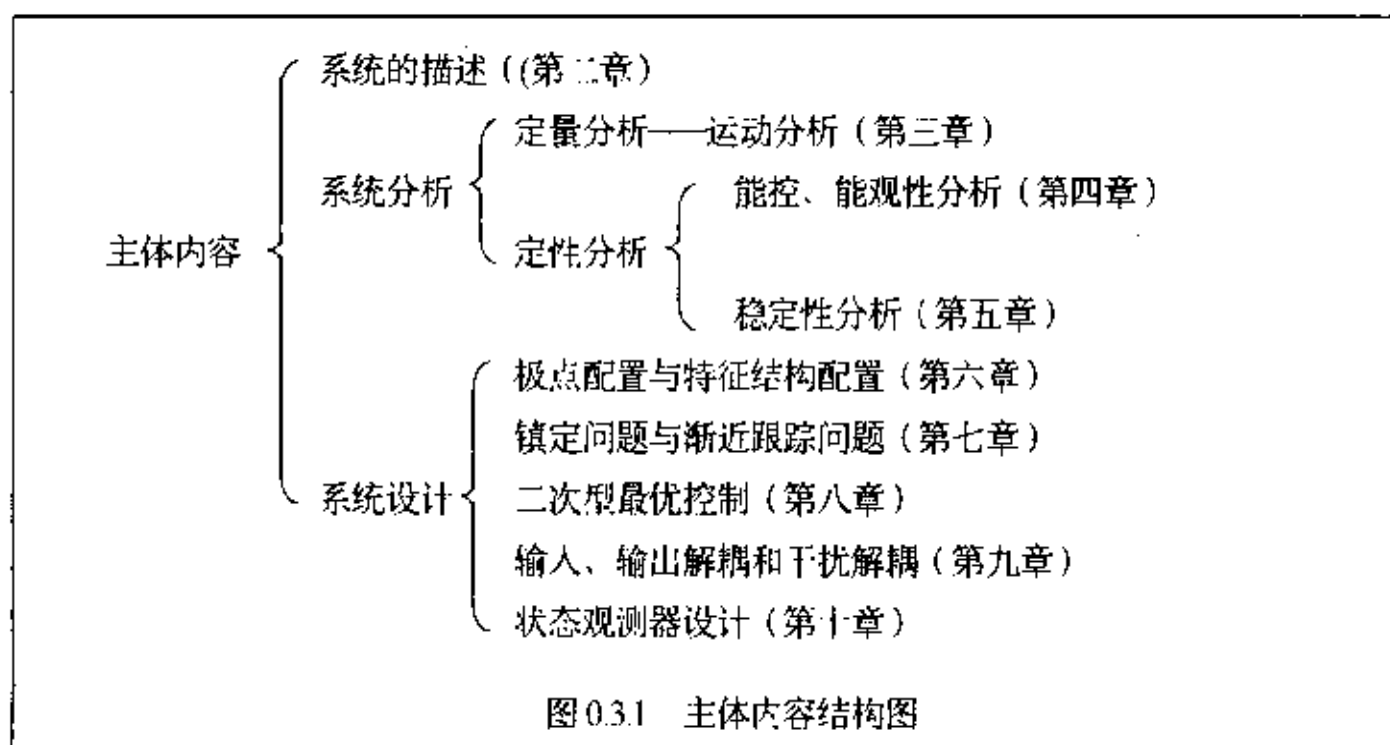 系统的描述（(第二章）
定量分析——运动分析（第三章）
系统分析
能控、能观性分析（第四章）
主体内容
定性分析
稳定性分析（第五章）
极点配置与特征结构配置（第六章）
镇定问题与渐近跟踪问题（第七章）
系统设计
二次型最优控制（第八章）
输人、输出解耦和干扰解耦（第九章）
状态观测器设计（第十章）
图 0.3.1 主体内容结构图